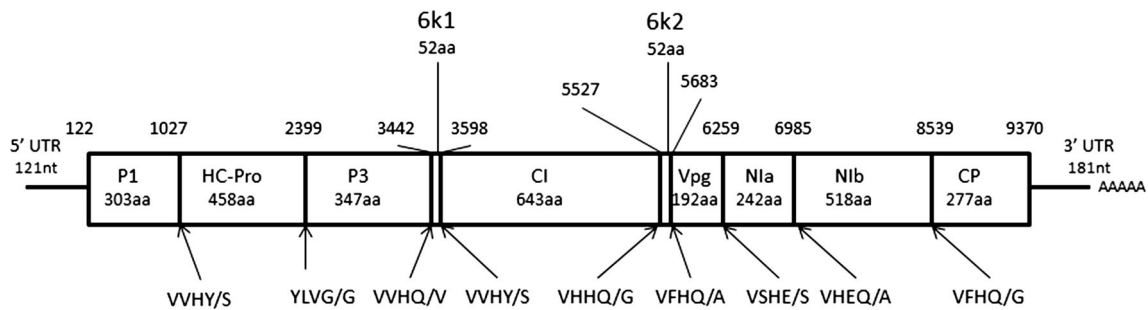 6k1
6k2
52aa
52aa
5527
5683
122
1027
2399
3442
3598
6259
6985
8539
9370
5' UTR
121nt
3' UTR
181nt
AAAAA
P1
303aa
HC-Pro
458aa
P3
347aa
CI
643aa
Vpg
192aa
NIa
242aa
NIb
518aa
CP
277aa
VVHY/S
YLVG/G
VVHQ/V
VVHY/S
VHHQ/G
VFHQ/A
VSHE/S
VHEQ/A
VFHQ/G